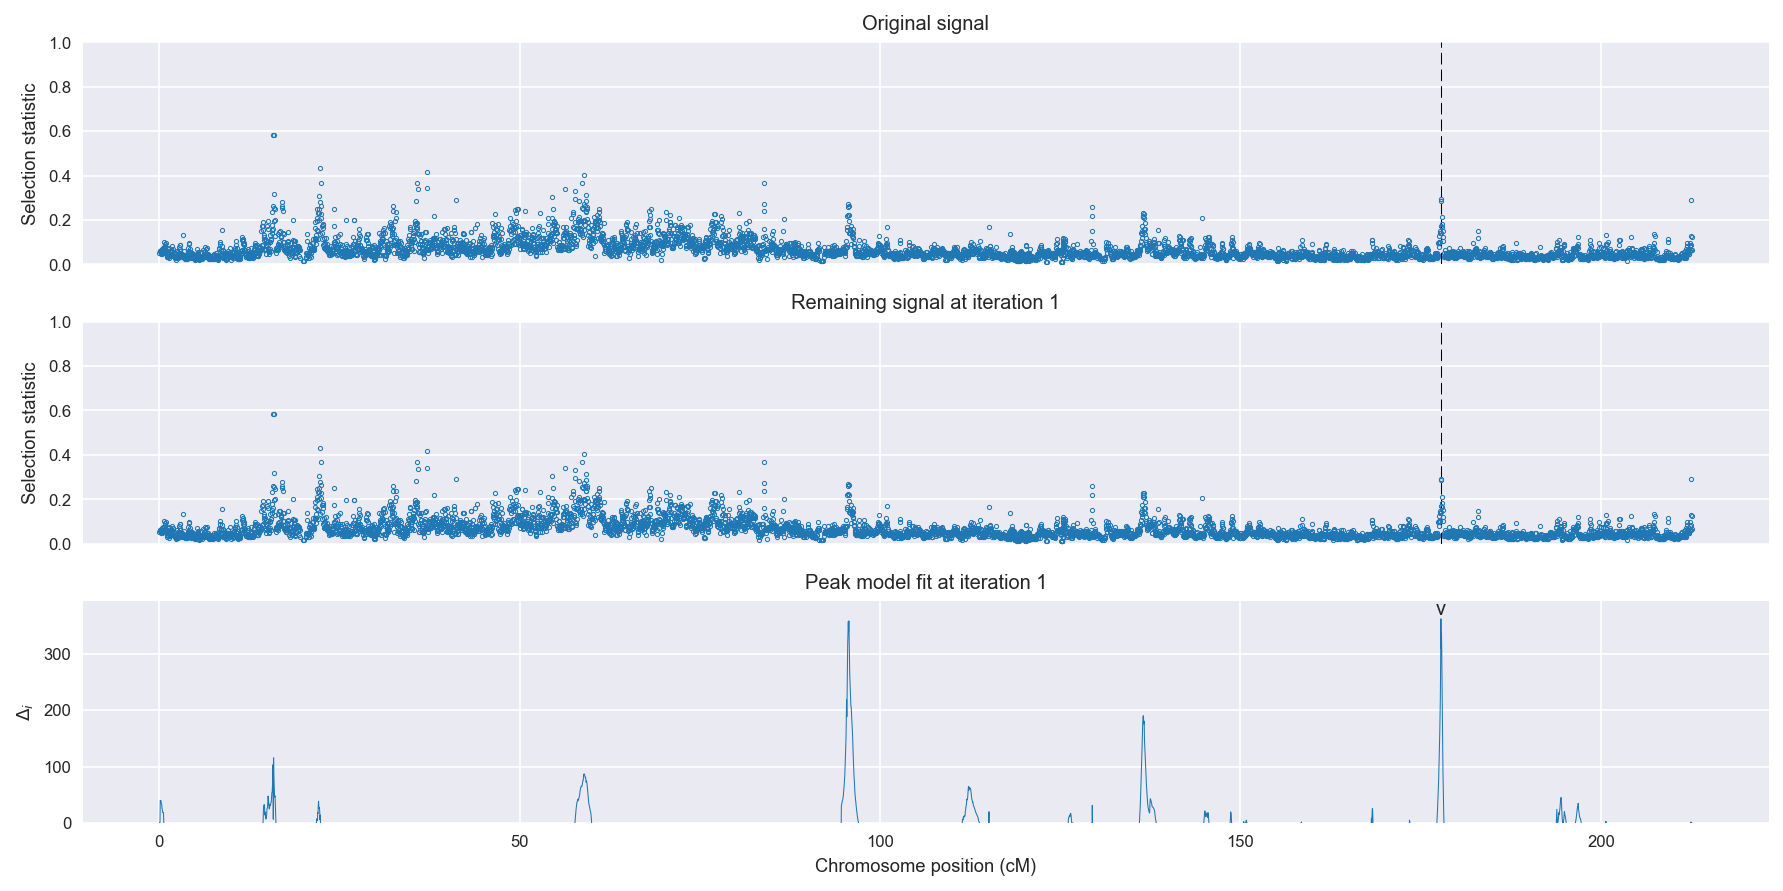 Original signal
Selection statistic
1.0
0.8
0.6
0.4
0.2
0.0
Remaining signal at iteration 1
Selection statistic
1.0
0.8
0.6
0.4
0.2
0.0
Peak model fit at iteration 1
v
Δi
300
200
100
0
0 50 100 150 200
Chromosome position (cM)